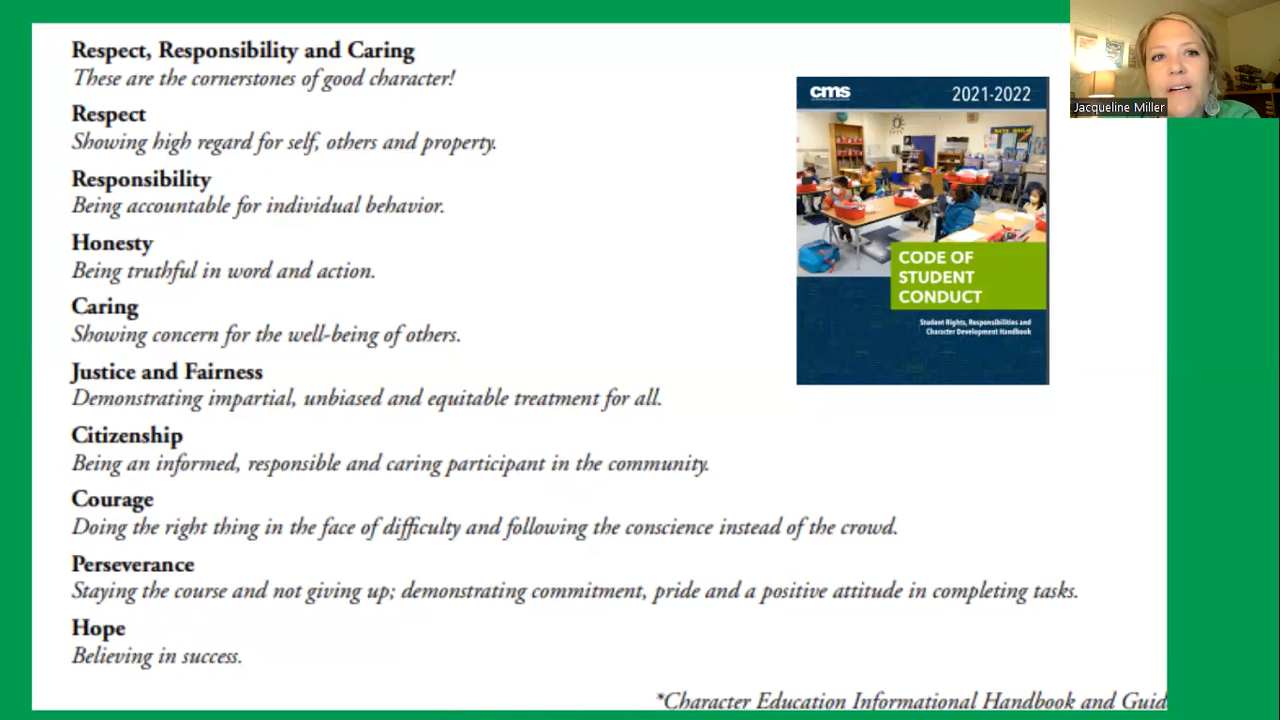 Respect, Responsibility and Caring
These are the cornerstones of good character!
Respect
Showing high regard for self, others and property.
Responsibility
Being accountable for individual behavior.
Honesty
Being truthful in word and action.
Caring
Showing concern for the well-being of others.
Justice and Fairness
Demonstrating impartial, unbiased and equitable treatment for all.
Citizenship
Being an informed, responsible and caring participant in the community.
Courage
Doing the right thing in the face of difficulty and following the conscience instead of the crowd.
Perseverance
Staying the course and not giving up; demonstrating commitment, pride and a positive attitude in completing tasks.
Hope
Believing in success.
*Character Education Informational Handbook and Guid
cms
2021-2022
CODE OF
STUDENT
CONDUCT
Student Rights, Responsibilities and
Character Development Handbook
Jacqueline Miller